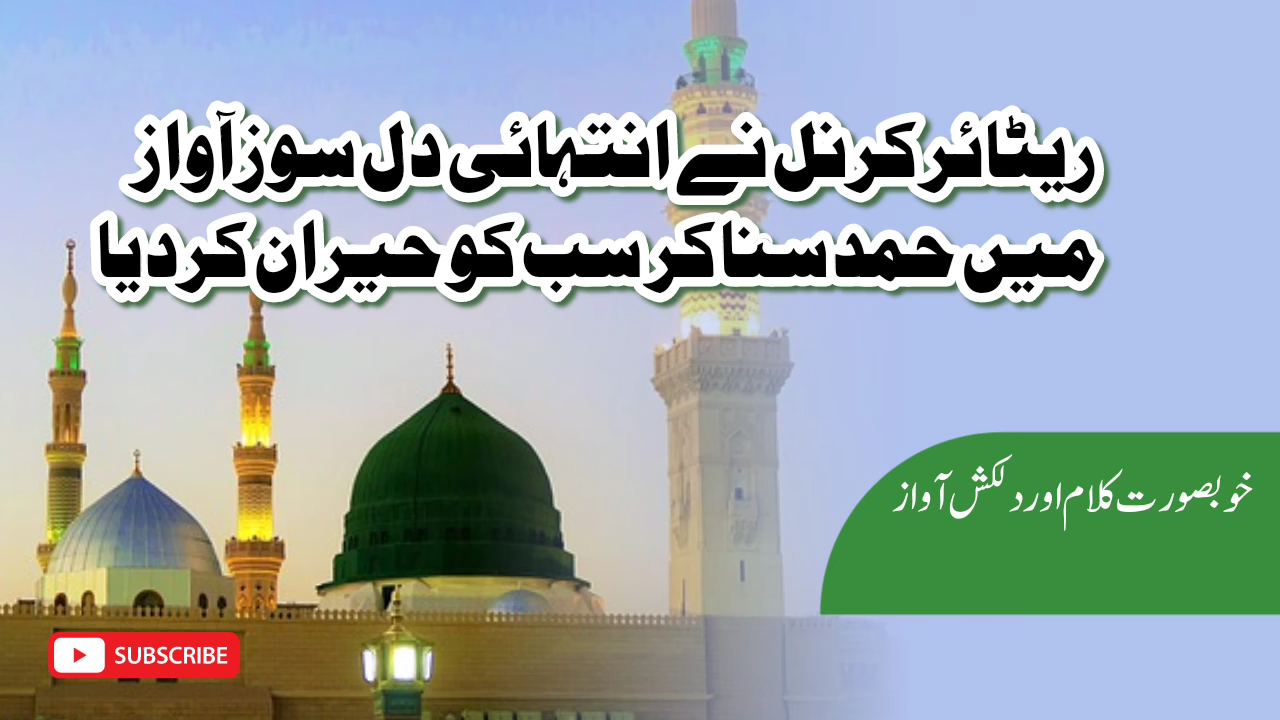 ریٹائر کرنل نے انتہائی دل سوز آواز
میں حمد سنا کر سب کو حیران کر دیا
خوبصورت کلام اور دلکش آواز
SUBSCRIBE